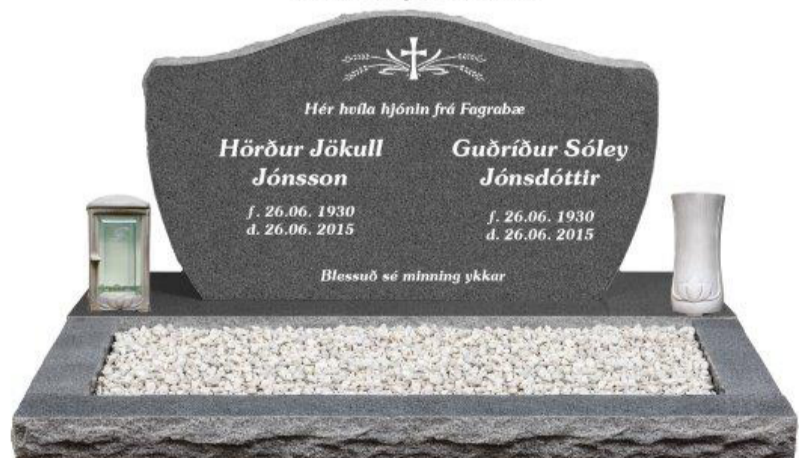 Hér hvíla hjónin frá Fagrabæ
Hörður Jökull
Jónsson
f. 26.06. 1930
d. 26.06. 2015
Guðríður Sóley
Jónsdóttir
f. 26.06. 1930
d. 26.06. 2015
Blessuð sé minning ykkar